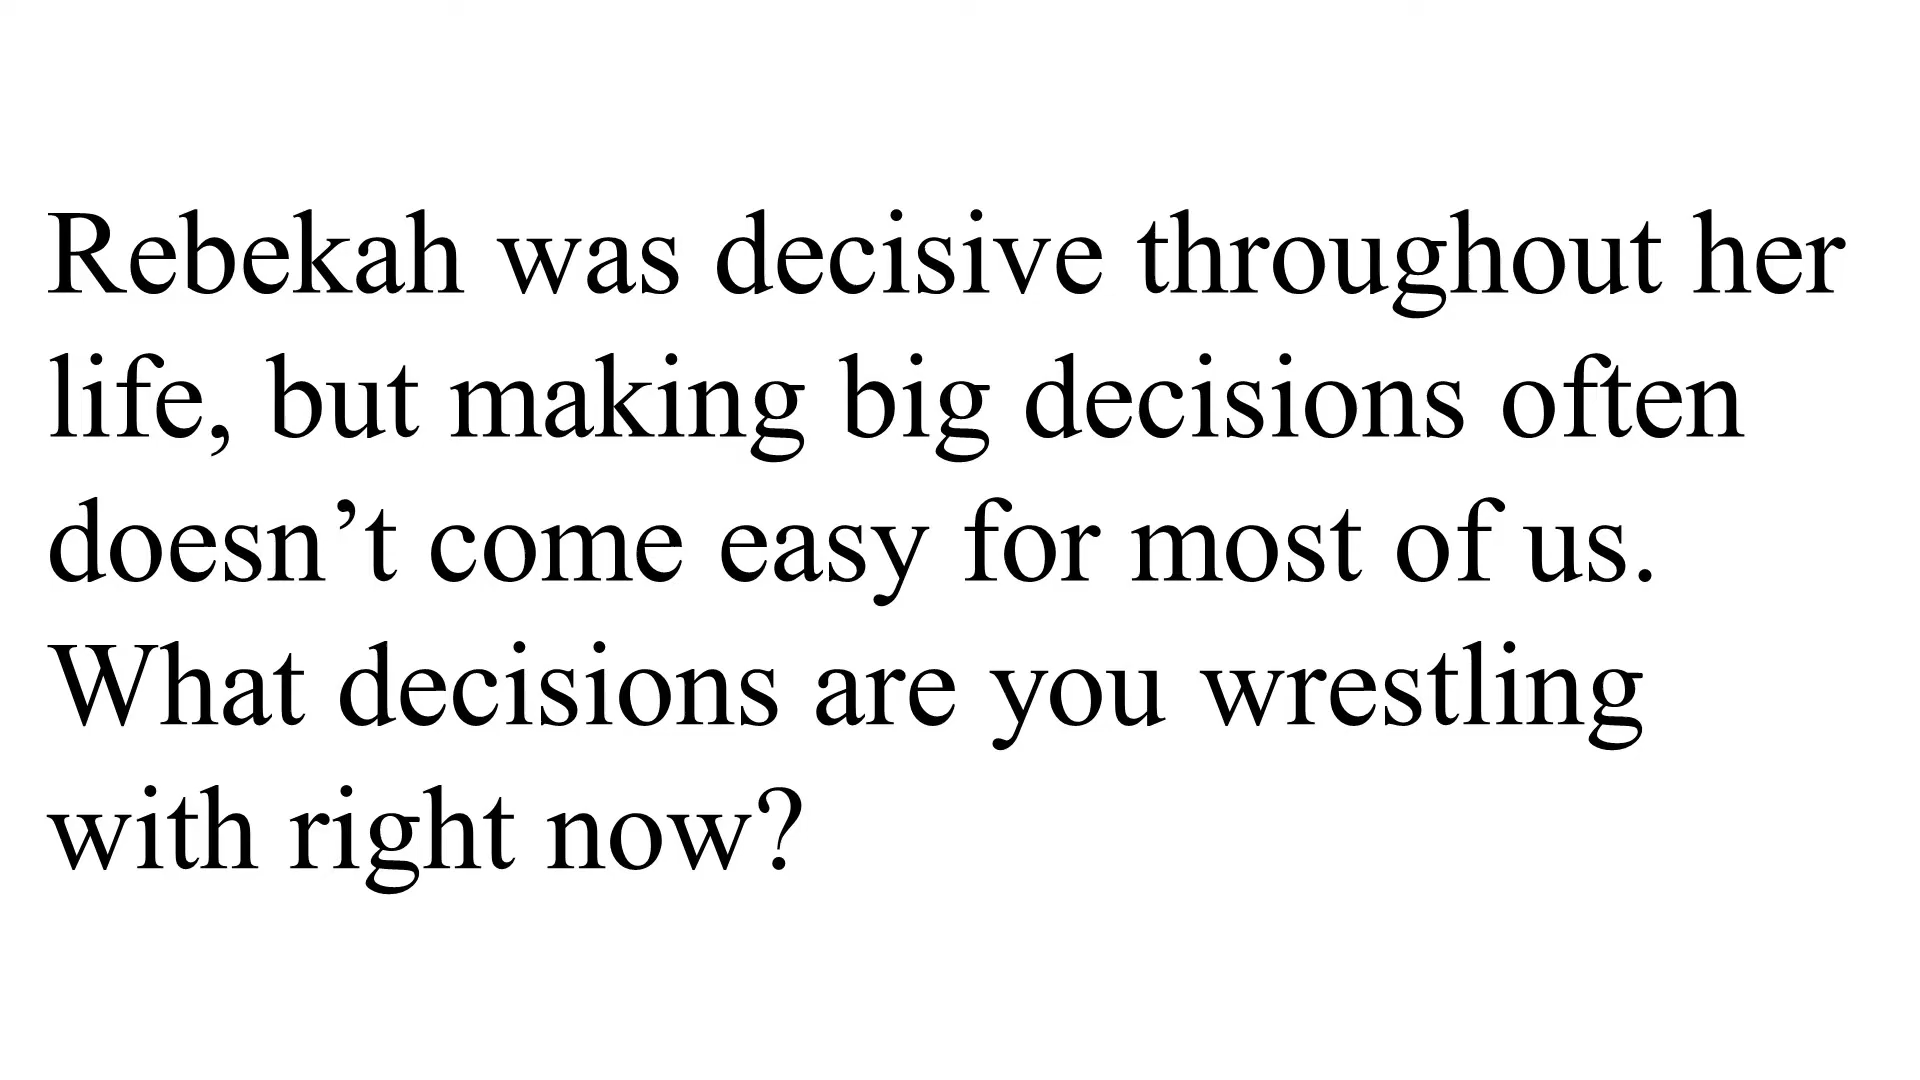 Rebekah was decisive throughout her
life, but making big decisions often
doesn’t come easy for most of us.
What decisions are you wrestling
with right now?